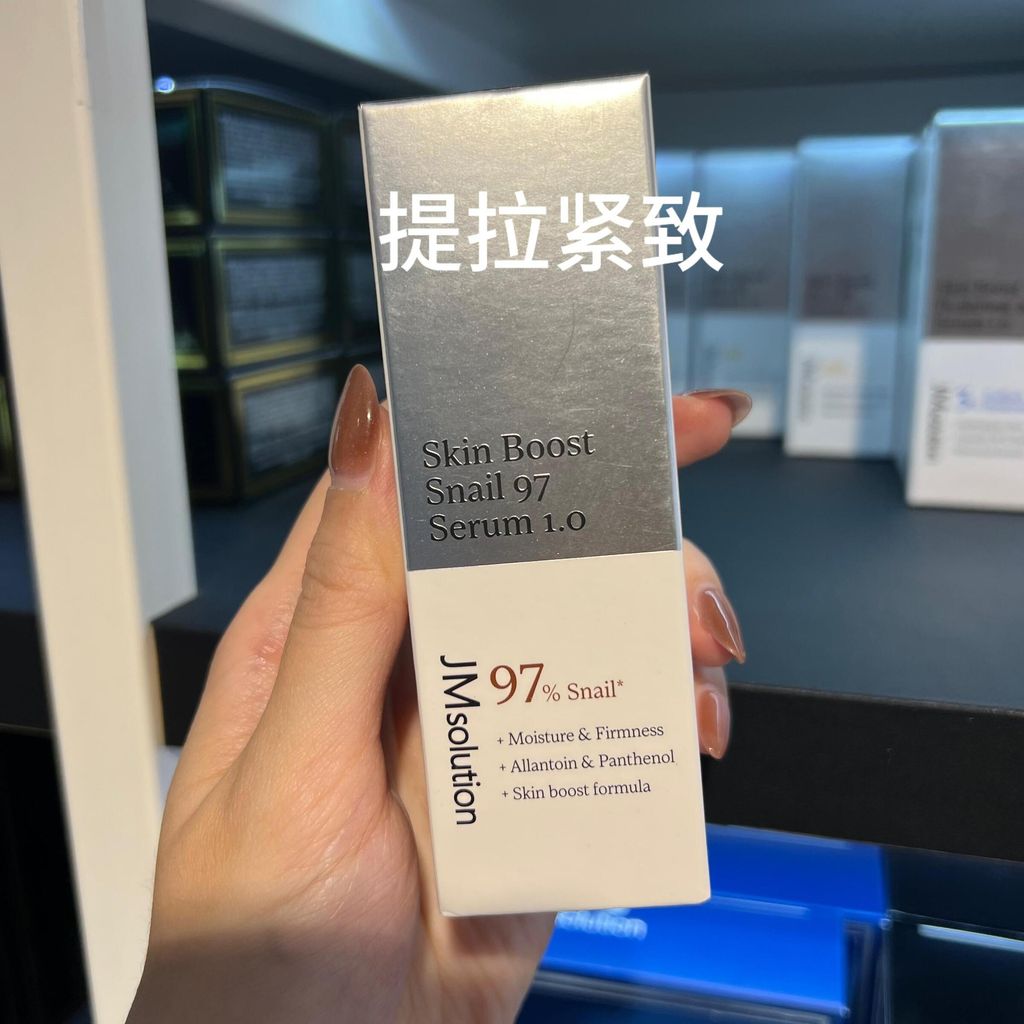 提拉紧致
Skin Boost
Snail 97
Serum 1.0
JMsolution
97% Snail*
+ Moisture & Firmness
+ Allantoin & Panthenol
+ Skin boost formula